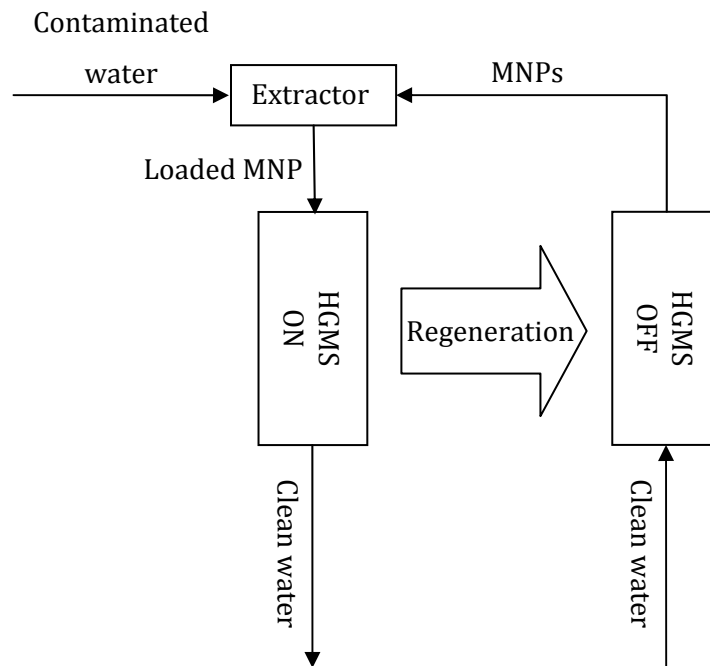 Contaminated
water
MNPs
Extractor
Loaded MNP
HGMS
ON
Regeneration
HGMS
OFF
Clean water
Clean water